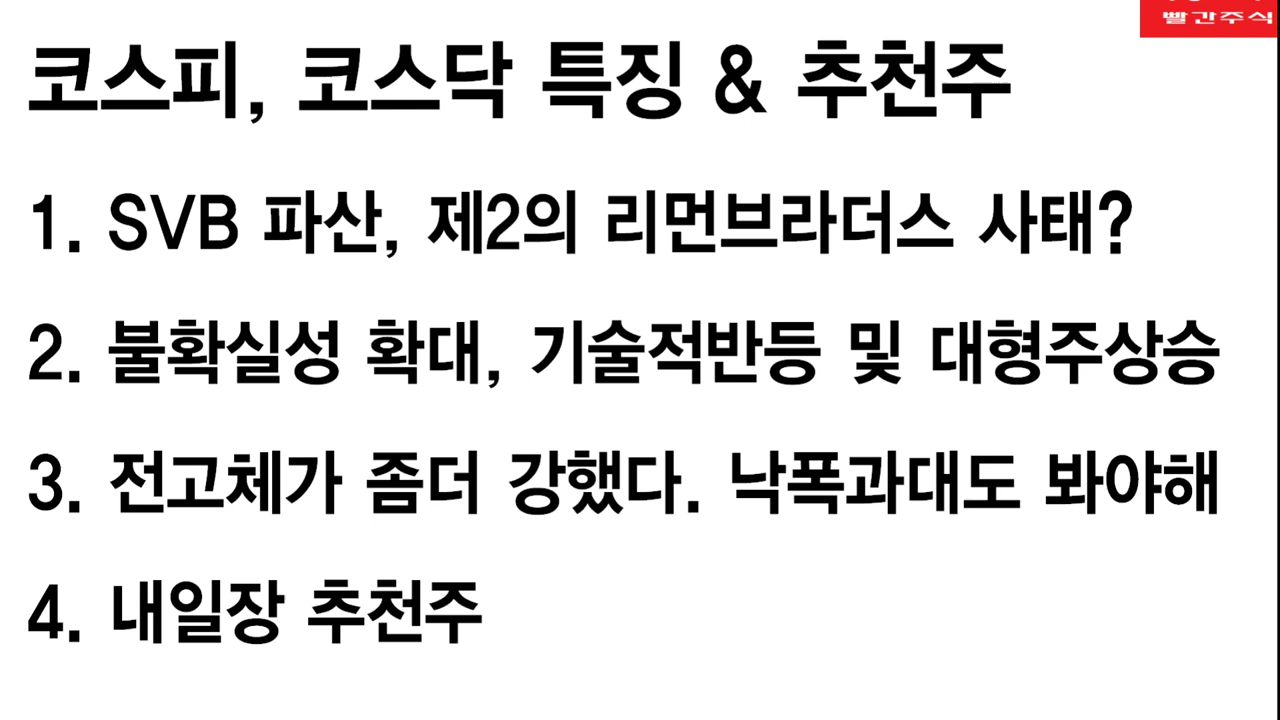 빨간주식
코스피, 코스닥 특징 & 추천주
1. SVB 파산, 제2의 리먼브라더스 사태?
2. 불확실성 확대, 기술적반등 및 대형주상승
3. 전고체가 좀더 강했다. 낙폭과대도 봐야해
4. 내일장 추천주